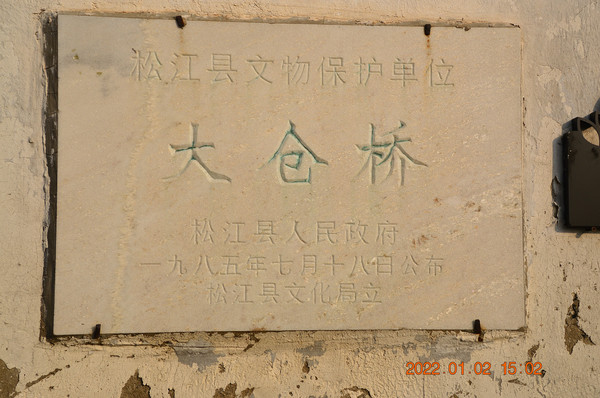 松江县文物保护单位
大仓桥
松江县人民政府
一九八五年七月十八日公布
松江县文化局立
2022.01.02 15:02